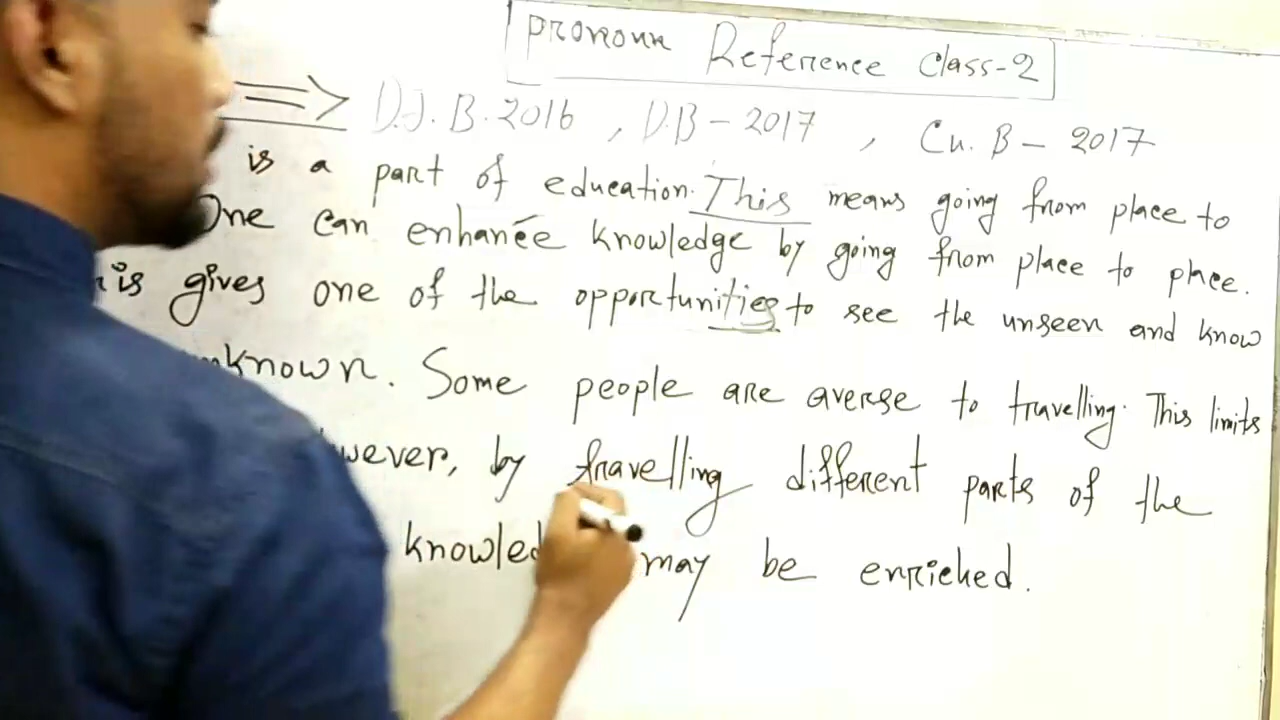 Pronoun Reference Class-2
D.J.B.2016, D.B-2017, Cu.B-2017
is a part of education. This means going from place to
One can enhance knowledge by going from place to place.
is gives one of the opportunities to see the unseen and know
nknown. Some people are averse to travelling. This limits
wever, by travelling different parts of the
knowled may be enriched.